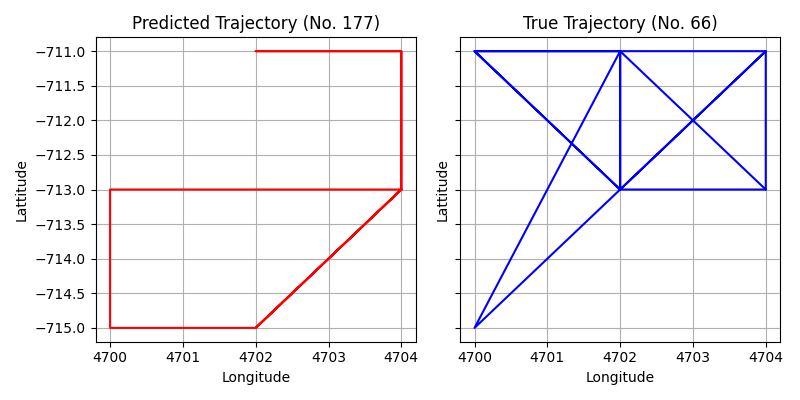 Predicted Trajectory (No. 177)
True Trajectory (No. 66)
−711.0
−711.5
−712.0
−712.5
−713.0
−713.5
−714.0
−714.5
−715.0
Lattitude
Lattitude
4700 4701 4702 4703 4704
4700 4701 4702 4703 4704
Longitude
Longitude